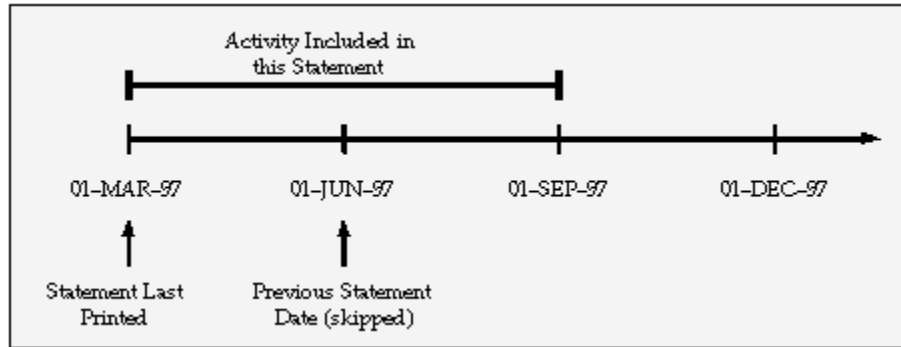 Activity Included in
this Statement
01–MAR–97
01–JUN–97
01–SEP–97
01–DEC–97
Statement Last
Printed
Previous Statement
Date (skipped)